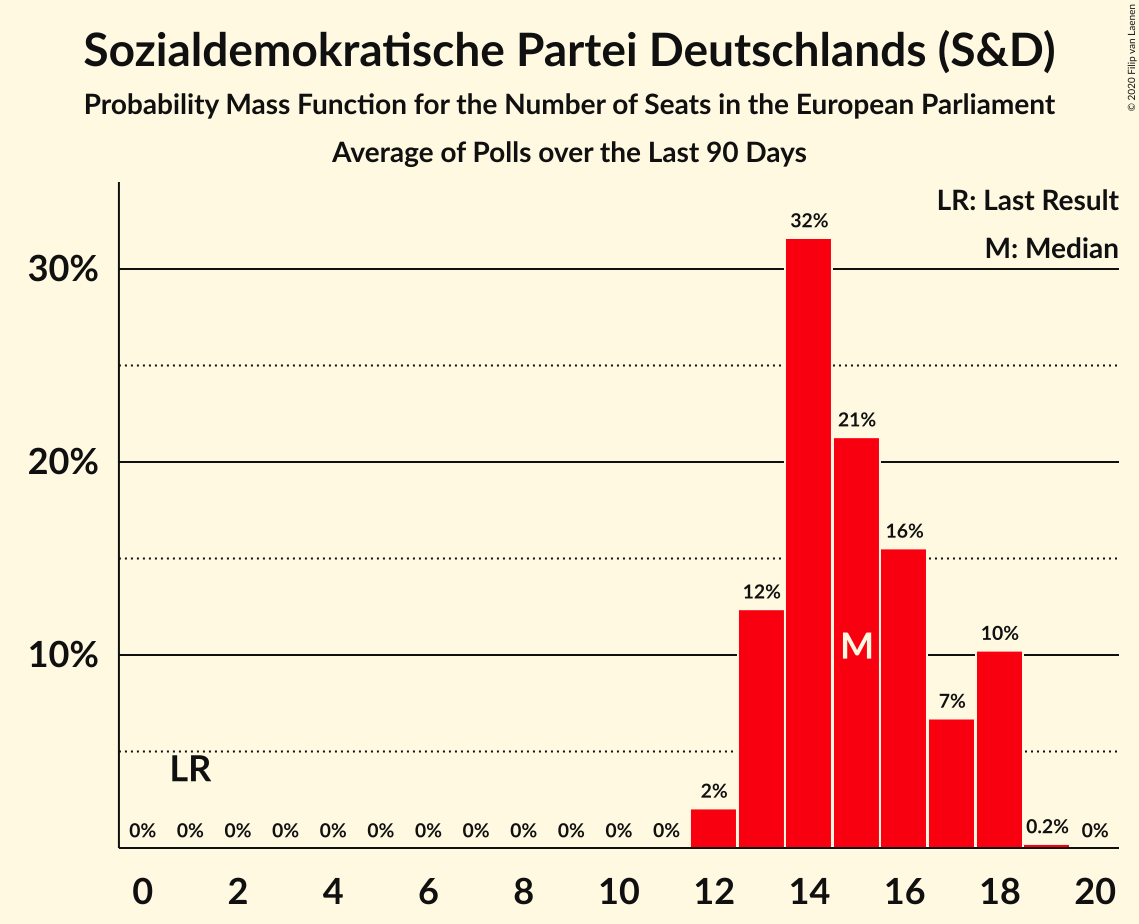 Sozialdemokratische Partei Deutschlands (S&D)
Probability Mass Function for the Number of Seats in the European Parliament
Average of Polls over the Last 90 Days
© 2020 Filip van Laenen
LR: Last Result
M: Median
30%
20%
10%
32%
21%
16%
12%
10%
7%
2%
0.2%
M
LR
0% 0% 0% 0% 0% 0% 0% 0% 0% 0% 0% 0% 0%
0 2 4 6 8 10 12 14 16 18 20